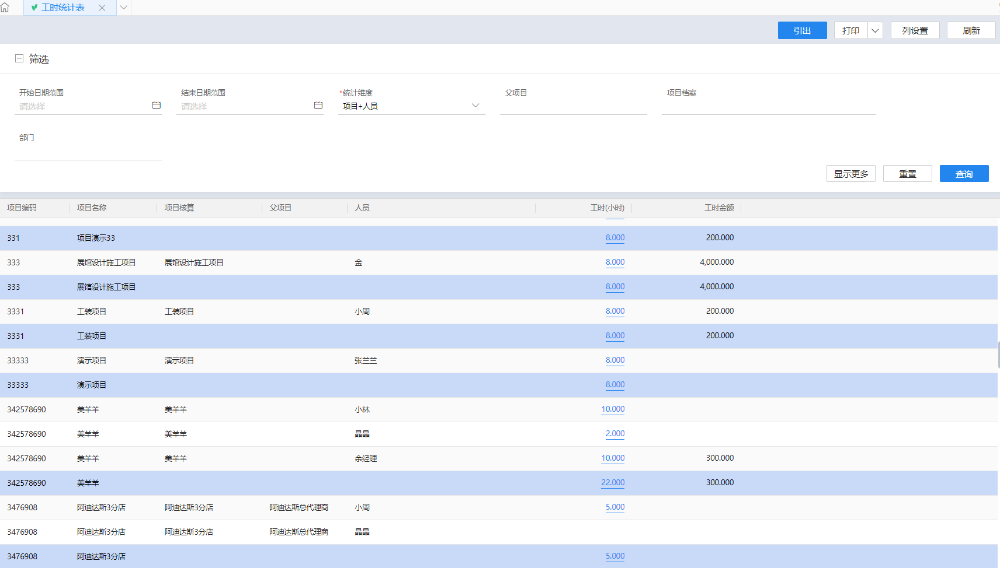 工时统计表
引出 打印 列设置 刷新
筛选
开始日期范围 结束日期范围 *统计维度 父项目 项目档案
请选择 请选择 项目+人员
部门
显示更多 重置 查询
项目编码 项目名称 项目核算 父项目 人员 工时(小时) 工时金额
331 项目演示33 8.000 200.000
333 展馆设计施工项目 展馆设计施工项目 金 8.000 4,000.000
333 展馆设计施工项目 8.000 4,000.000
3331 工装项目 工装项目 小周 8.000 200.000
3331 工装项目 8.000 200.000
33333 演示项目 演示项目 张兰兰 8.000
33333 演示项目 8.000
342578690 美羊羊 美羊羊 小林 10.000
342578690 美羊羊 美羊羊 晶晶 2.000
342578690 美羊羊 美羊羊 余经理 10.000 300.000
342578690 美羊羊 22.000 300.000
3476908 阿迪达斯3分店 阿迪达斯3分店 阿迪达斯总代理商 小周 5.000
3476908 阿迪达斯3分店 阿迪达斯3分店 阿迪达斯总代理商 晶晶
3476908 阿迪达斯3分店 5.000